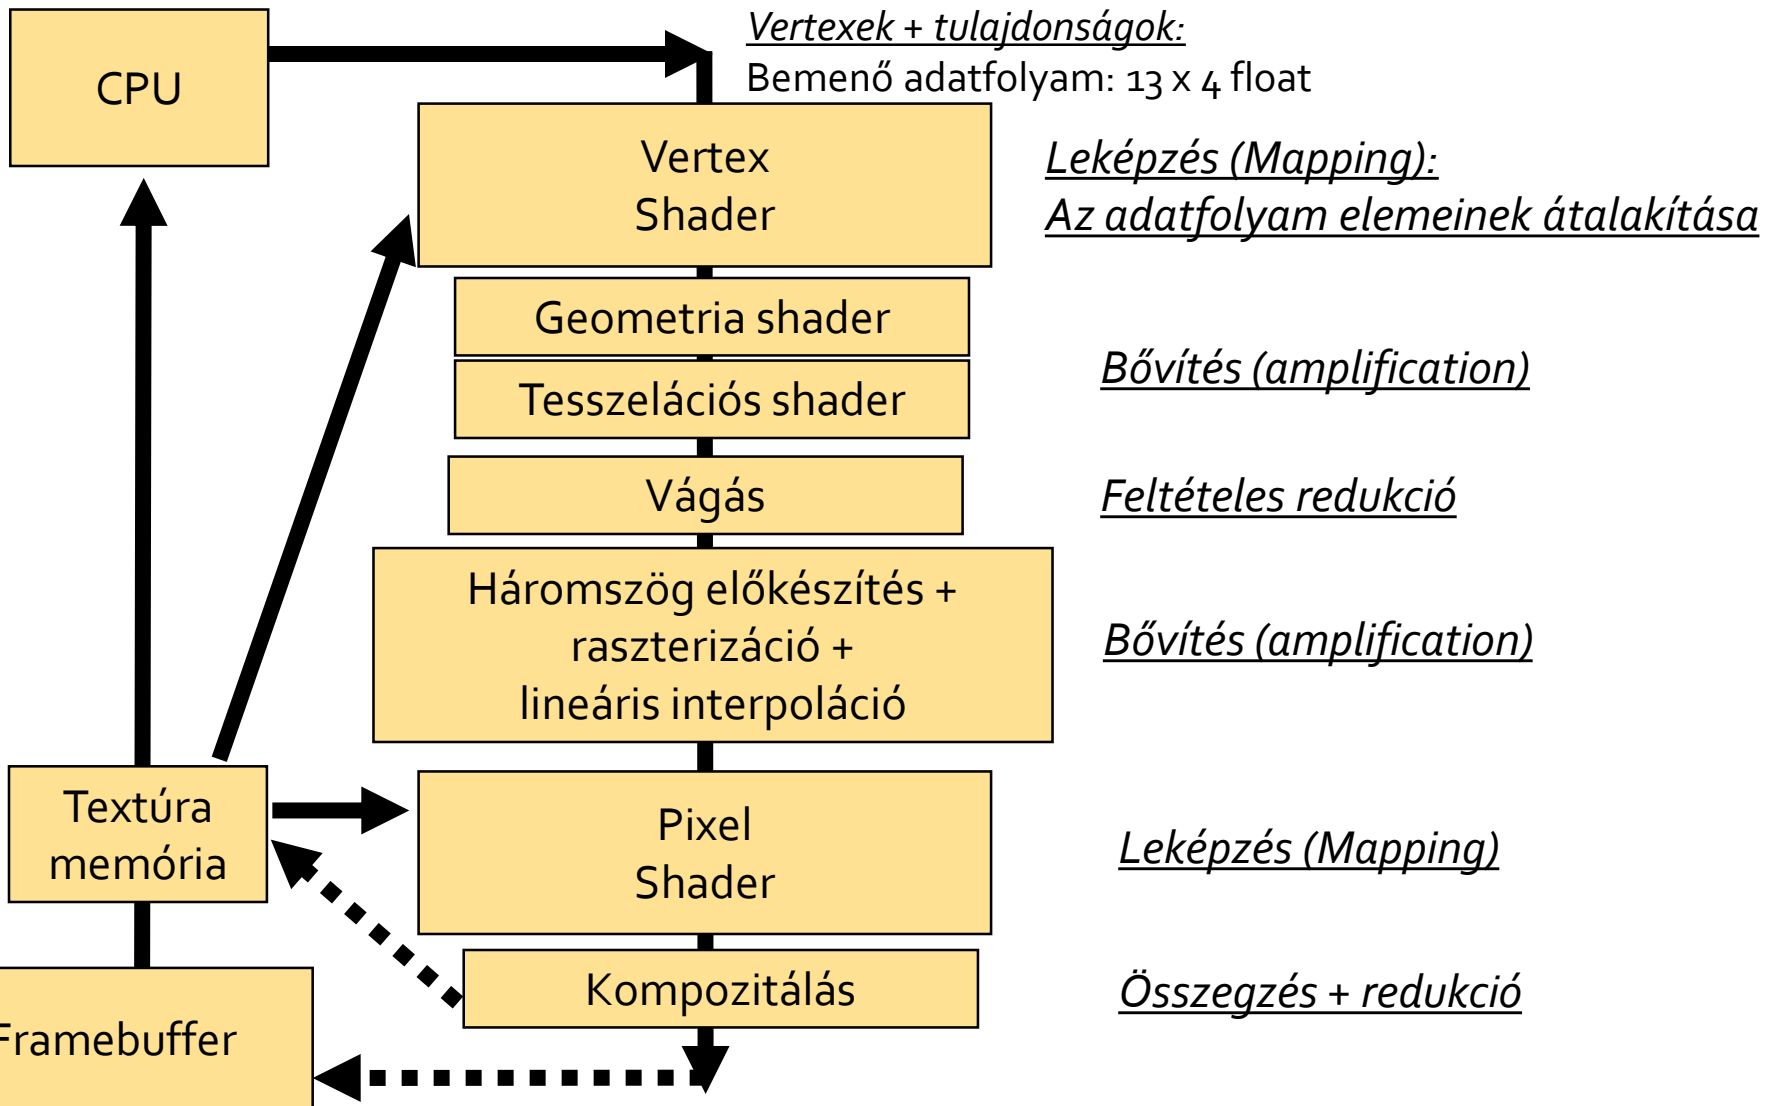 CPU
Vertexek + tulajdonságok:
Bemenő adatfolyam: 13 x 4 float
Vertex
Shader
Leképzés (Mapping):
Az adatfolyam elemeinek átalakítása
Geometria shader
Tesszelációs shader
Bővítés (amplification)
Vágás
Feltételes redukció
Háromszög előkészítés +
raszterizáció +
lineáris interpoláció
Bővítés (amplification)
Textúra
memória
Pixel
Shader
Leképzés (Mapping)
Kompozitálás
Összegzés + redukció
Framebuffer